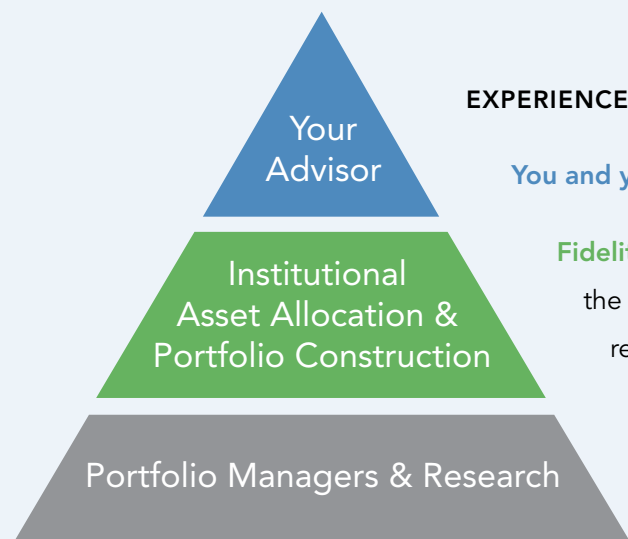 Your
Advisor
Institutional
Asset Allocation &
Portfolio Construction
Portfolio Managers & Research
EXPERIENCE
You and
the